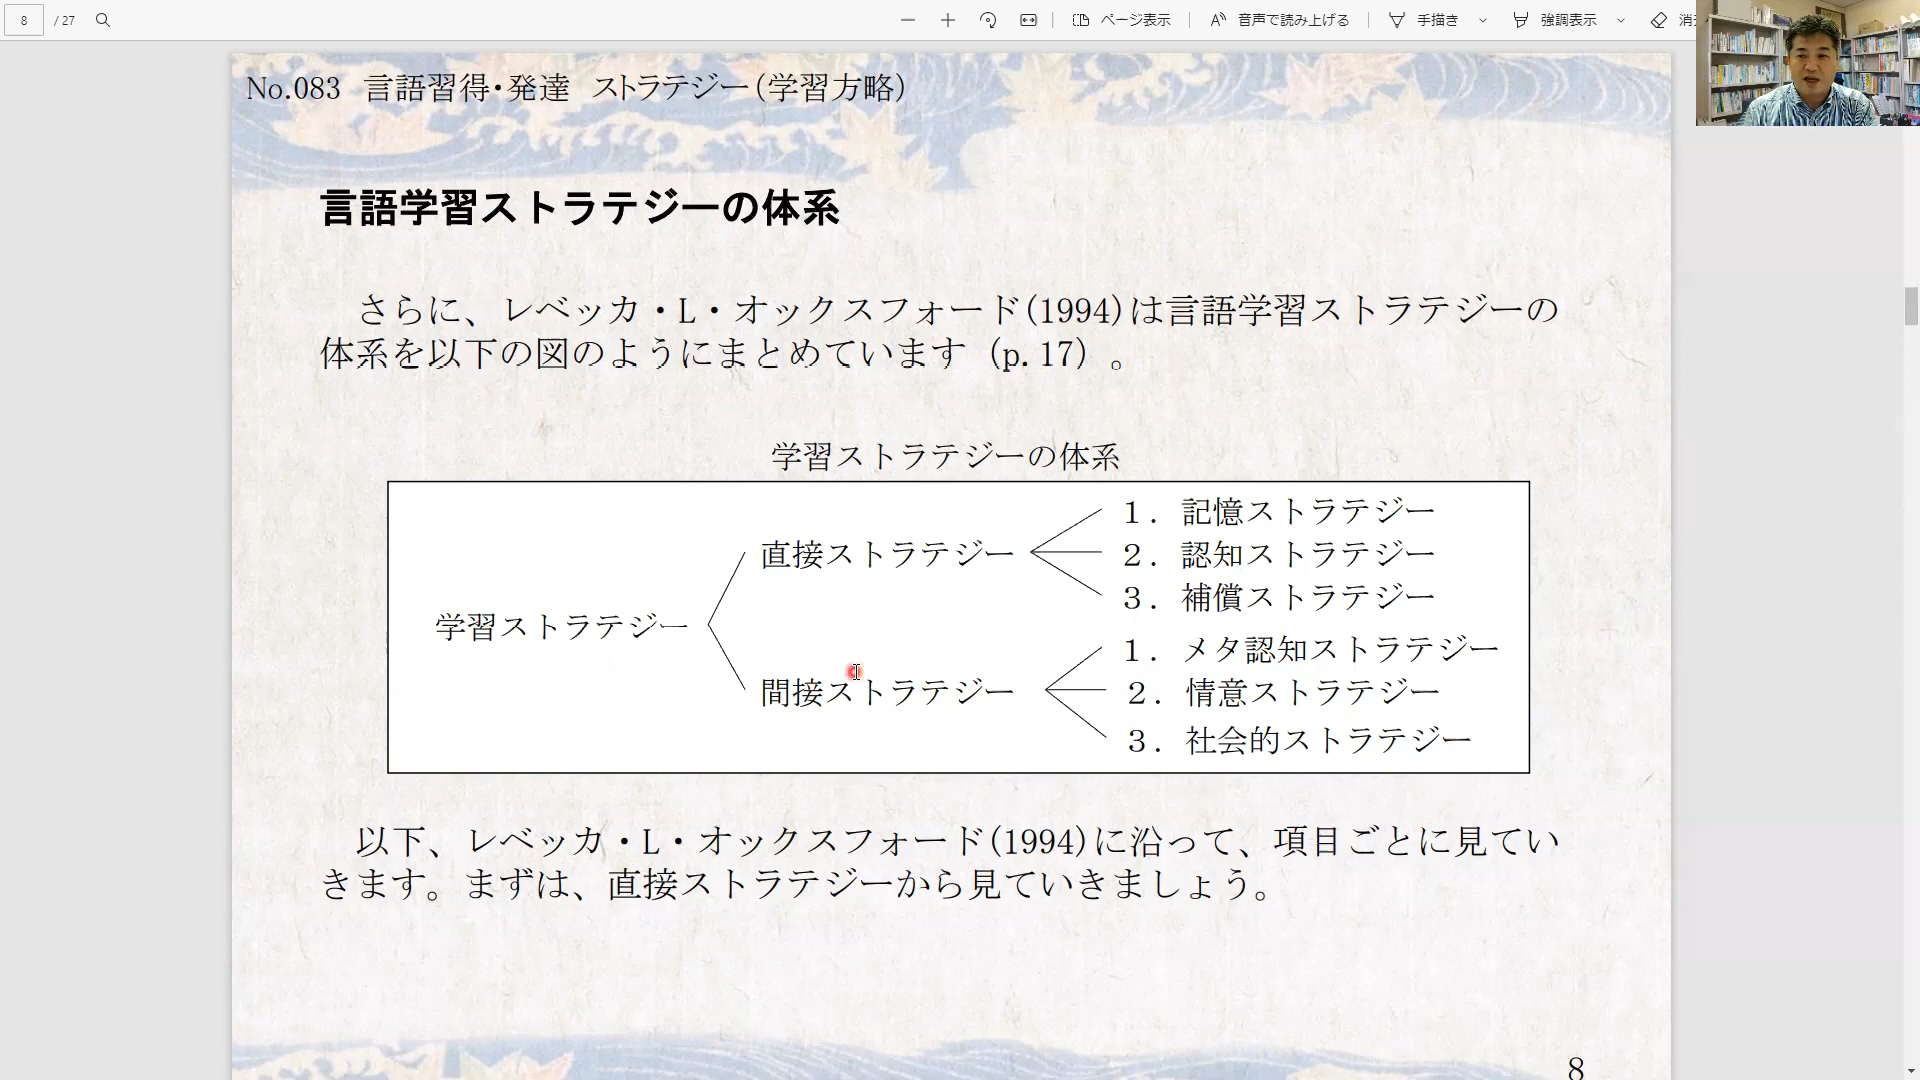 8 / 27 ページ表示 音声で読み上げる 手描き 強調表示
No.083 言語習得・発達 ストラテジー(学習方略)
言語学習ストラテジーの体系
さらに、レベッカ・L・オックスフォード(1994)は言語学習ストラテジーの
体系を以下の図のようにまとめています（p.17）。
学習ストラテジーの体系
学習ストラテジー
直接ストラテジー
１．記憶ストラテジー
２．認知ストラテジー
３．補償ストラテジー
間接ストラテジー
１．メタ認知ストラテジー
２．情意ストラテジー
３．社会的ストラテジー
以下、レベッカ・L・オックスフォード(1994)に沿って、項目ごとに見てい
きます。まずは、直接ストラテジーから見ていきましょう。
8